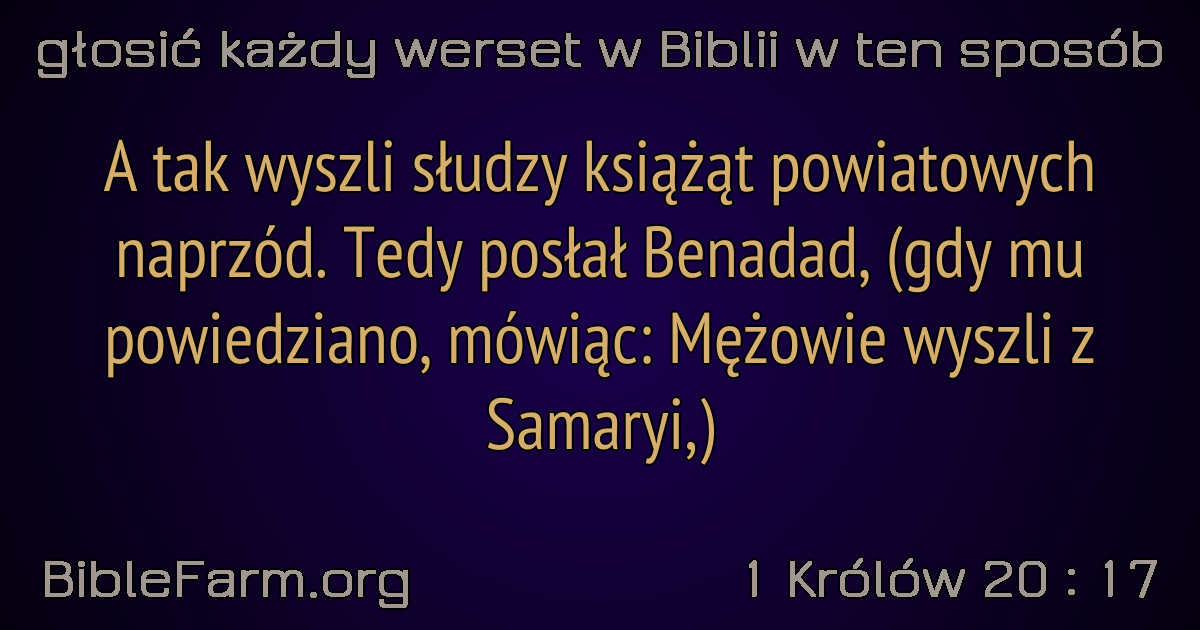 głosić każdy werset w Biblii w ten sposób
A tak wyszli słudzy książąt powiatowych
naprzód. Tedy posłał Benadad, (gdy mu
powiedziano, mówiąc: Mężowie wyszli z
Samaryi,)
BibleFarm.org
1 Królów 20 : 17